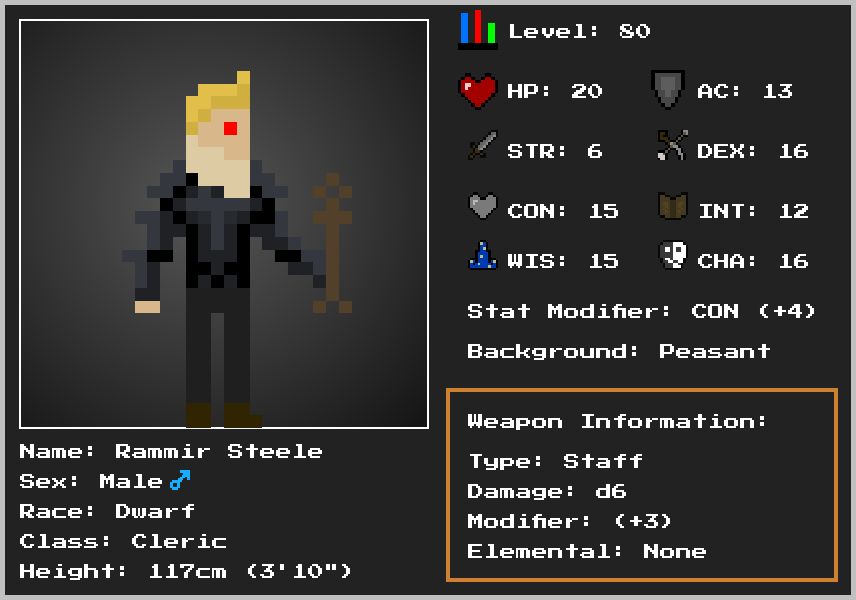 Level: 80
HP: 20
AC: 13
STR: 6
DEX: 16
CON: 15
INT: 12
WIS: 15
CHA: 16
Stat Modifier: CON (+4)
Background: Peasant
Weapon Information:
Type: Staff
Damage: d6
Modifier: (+3)
Elemental: None
Name: Rammir Steele
Sex: Male♂
Race: Dwarf
Class: Cleric
Height: 117cm (3'10")